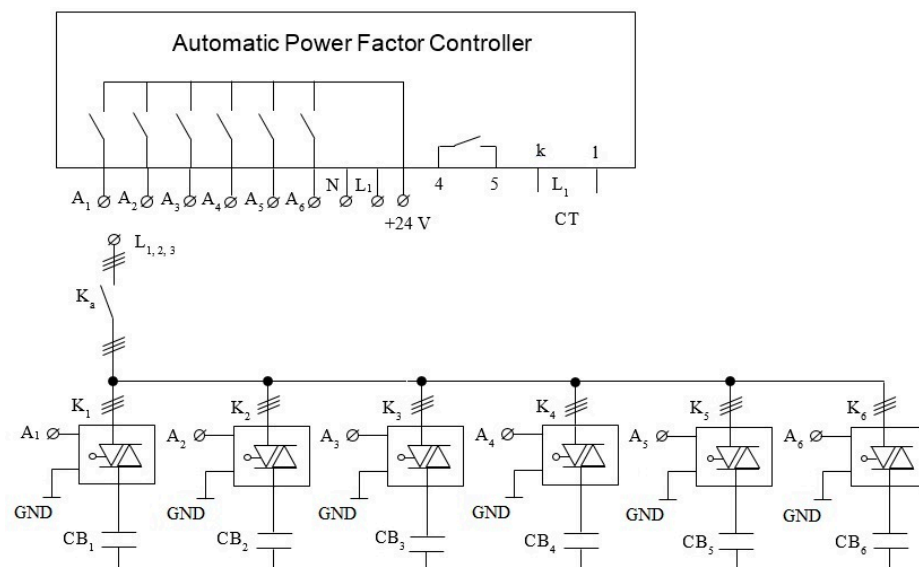 Automatic Power Factor Controller
k l
A₁ A₂ A₃ A₄ A₅ A₆ N L₁ 4 5 L₁
+24 V CT
L₁, ₂, ₃
Kₐ
K₁ K₂ K₃ K₄ K₅ K₆
A₁ A₂ A₃ A₄ A₅ A₆
GND GND GND GND GND GND
CB₁ CB₂ CB₃ CB₄ CB₅ CB₆